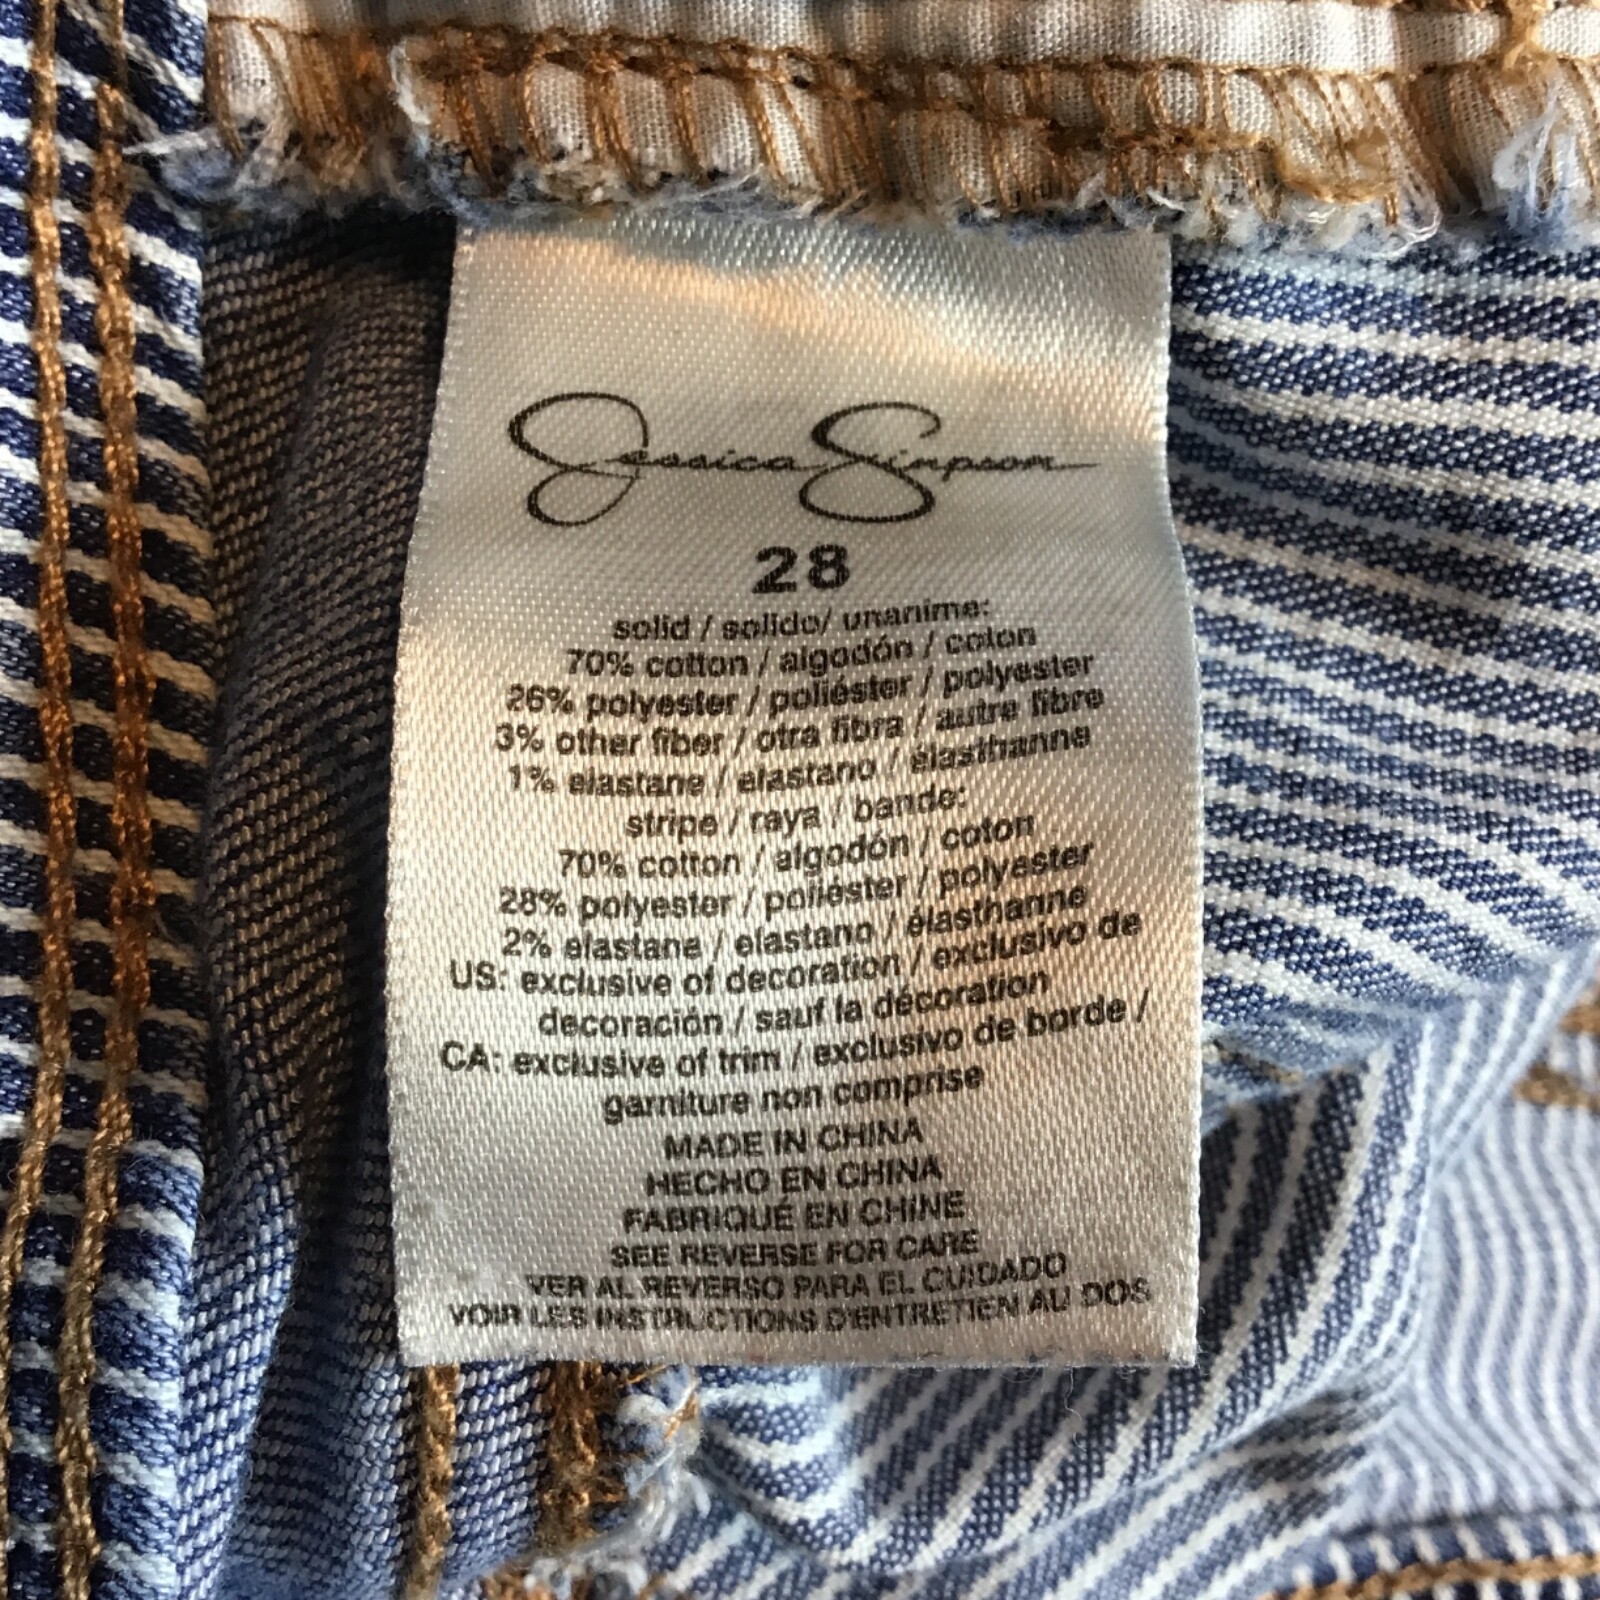 Jessica Simpson
28
solid / solido/ unanime:
70% cotton / algodón / coton
26% polyester / poliéster / polyester
3% other fiber / otra fibra / autre fibre
1% elastane / elastano / élasthanne
stripe / raya / bande:
70% cotton / algodón / coton
28% polyester / poliéster / polyester
2% elastane / elastano / élasthanne
US: exclusive of decoration / exclusivo de
decoración / sauf la décoration
CA: exclusive of trim / exclusivo de borde /
garniture non comprise
MADE IN CHINA
HECHO EN CHINA
FABRIQUÉ EN CHINE
SEE REVERSE FOR CARE
VER AL REVERSO PARA EL CUIDADO
VOIR LES INSTRUCTIONS D'ENTRETIEN AU DOS